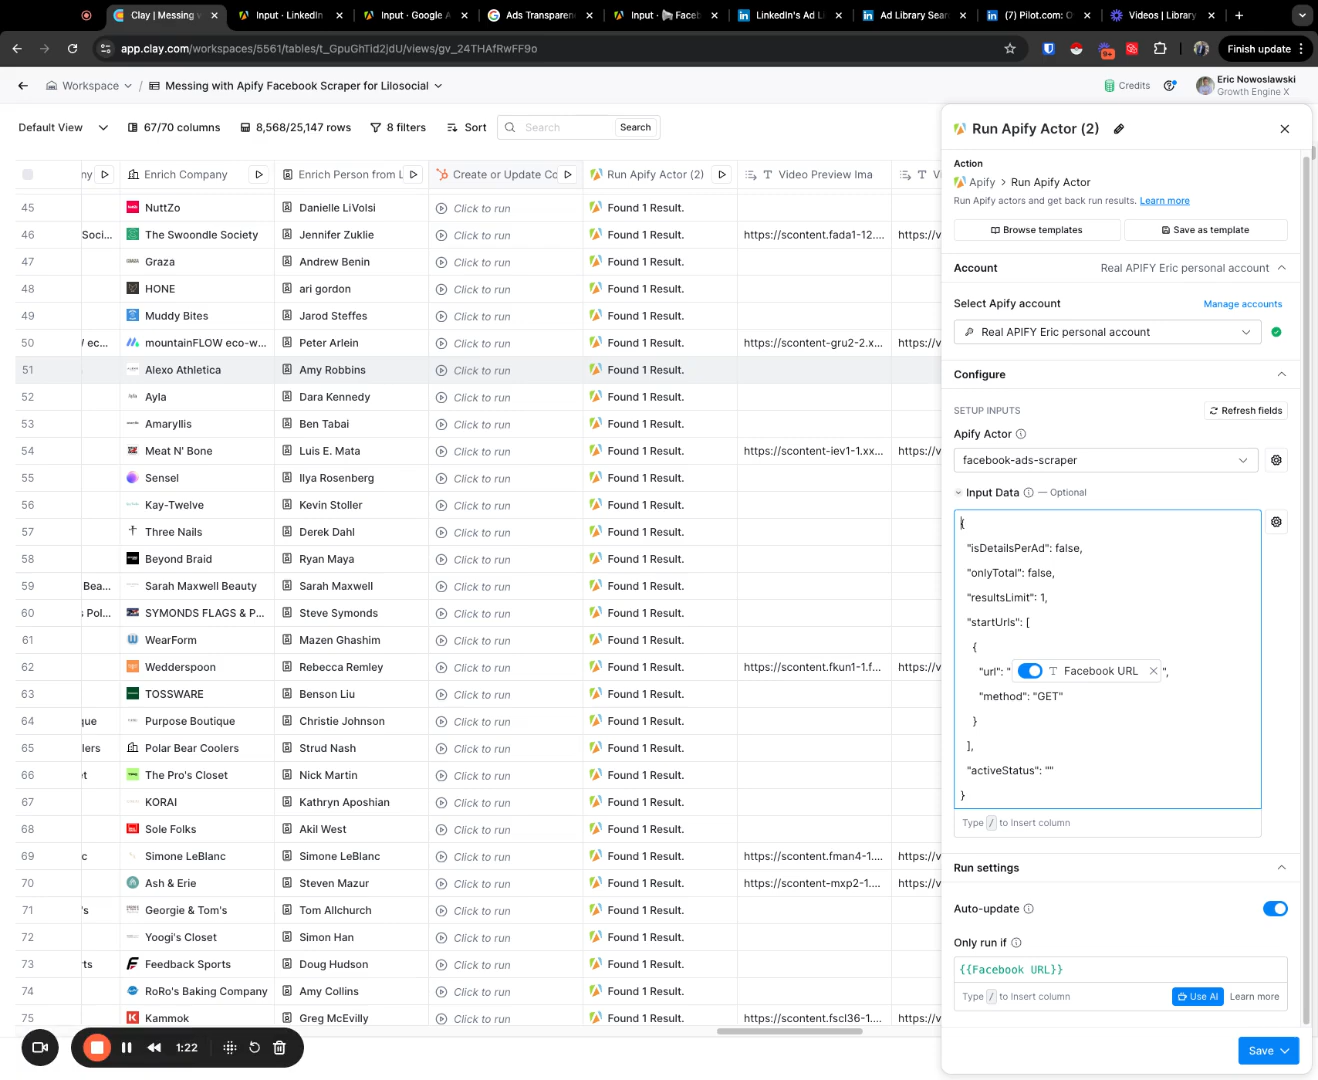 Clay | Messing w
Input · LinkedIn
Input · Google A
Ads Transparen
Input · Faceb
LinkedIn's Ad Li
Ad Library Sear
(7) Pilot.com: O
Videos | Library
app.clay.com/workspaces/5561/tables/t_GpuGhTid2jdU/views/gv_24THAfRwFF9o
9+
Finish update
Workspace / Messing with Apify Facebook Scraper for Lilosocial
Credits
Eric Nowoslawski
Growth Engine X
Default View
67/70 columns
8,568/25,147 rows
8 filters
Sort
Search
Search
ny
Enrich Company
Enrich Person from L
Create or Update Co
Run Apify Actor (2)
Video Preview Ima
45 NuttZo Danielle LiVolsi Click to run Found 1 Result.
46 Soci... The Swoondle Society Jennifer Zuklie Click to run Found 1 Result. https://scontent.fada1-12.... https://v
47 Graza Andrew Benin Click to run Found 1 Result.
48 HONE ari gordon Click to run Found 1 Result.
49 Muddy Bites Jarod Steffes Click to run Found 1 Result.
50 / ec... mountainFLOW eco-w... Peter Arlein Click to run Found 1 Result. https://scontent-gru2-2.x... https://v
51 Alexo Athletica Amy Robbins Click to run Found 1 Result.
52 Ayla Dara Kennedy Click to run Found 1 Result.
53 Amaryllis Ben Tabai Click to run Found 1 Result.
54 Meat N' Bone Luis E. Mata Click to run Found 1 Result. https://scontent-iev1-1.xx... https://v
55 Sensel Ilya Rosenberg Click to run Found 1 Result.
56 Kay-Twelve Kevin Stoller Click to run Found 1 Result.
57 Three Nails Derek Dahl Click to run Found 1 Result.
58 Beyond Braid Ryan Maya Click to run Found 1 Result.
59 Bea... Sarah Maxwell Beauty Sarah Maxwell Click to run Found 1 Result.
60 s Pol... SYMONDS FLAGS & P... Steve Symonds Click to run Found 1 Result.
61 WearForm Mazen Ghashim Click to run Found 1 Result.
62 Wedderspoon Rebecca Remley Click to run Found 1 Result. https://scontent.fkun1-1.f... https://v
63 TOSSWARE Benson Liu Click to run Found 1 Result.
64 que Purpose Boutique Christie Johnson Click to run Found 1 Result.
65 lers Polar Bear Coolers Strud Nash Click to run Found 1 Result.
66 t The Pro's Closet Nick Martin Click to run Found 1 Result.
67 KORAI Kathryn Aposhian Click to run Found 1 Result.
68 Sole Folks Akil West Click to run Found 1 Result.
69 c Simone LeBlanc Simone LeBlanc Click to run Found 1 Result. https://scontent.fman4-1.... https://v
70 Ash & Erie Steven Mazur Click to run Found 1 Result. https://scontent-mxp2-1.... https://v
71 's Georgie & Tom's Tom Allchurch Click to run Found 1 Result.
72 Yoogi's Closet Simon Han Click to run Found 1 Result.
73 rts Feedback Sports Doug Hudson Click to run Found 1 Result.
74 RoRo's Baking Company Amy Collins Click to run Found 1 Result.
75 Kammok Greg McEvilly Click to run Found 1 Result. https://scontent.fscl36-1.... https://v
1:22
Run Apify Actor (2)
Action
Apify > Run Apify Actor
Run Apify actors and get back run results. Learn more
Browse templates
Save as template
Account
Real APIFY Eric personal account
Select Apify account
Manage accounts
Real APIFY Eric personal account
Configure
SETUP INPUTS
Refresh fields
Apify Actor
facebook-ads-scraper
Input Data — Optional
{
"isDetailsPerAd": false,
"onlyTotal": false,
"resultsLimit": 1,
"startUrls": [
{
"url": " T Facebook URL ",
"method": "GET"
}
],
"activeStatus": ""
}
Type / to Insert column
Run settings
Auto-update
Only run if
{{Facebook URL}}
Type / to Insert column
Use AI
Learn more
Save